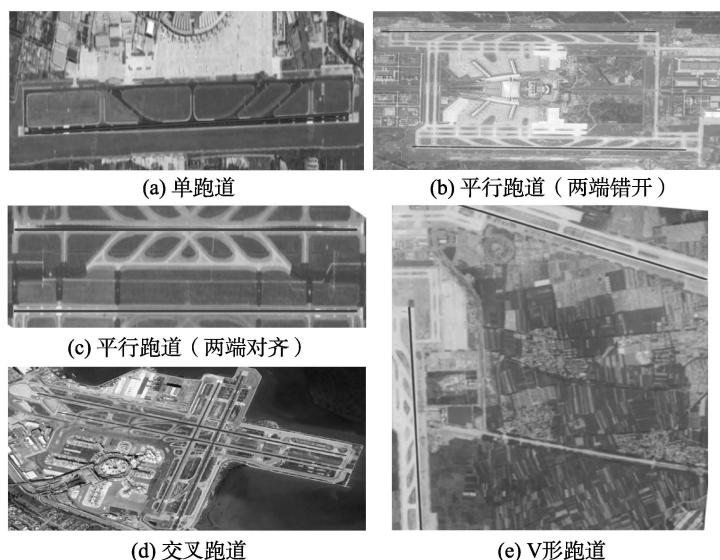 (a) 单跑道
(b) 平行跑道（两端错开）
(c) 平行跑道（两端对齐）
(d) 交叉跑道
(e) V形跑道